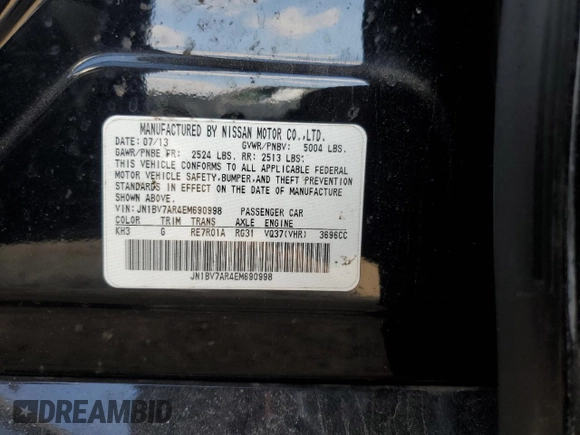 MANUFACTURED BY NISSAN MOTOR CO.,LTD.
DATE: 07/13 GVWR/PNBV: 5004 LBS.
GAWR/PNBE FR: 2524 LBS. RR: 2513 LBS.
THIS VEHICLE CONFORMS TO ALL APPLICABLE FEDERAL
MOTOR VEHICLE SAFETY,BUMPER,AND THEFT PREVENTION
STANDARDS IN EFFECT ON THE DATE OF MANUFACTURE
SHOWN ABOVE.
VIN: JN1BV7AR4EM690998 PASSENGER CAR
COLOR TRIM TRANS AXLE ENGINE
KH3 G RE7R01A RG31 VQ37(VHR) 3696CC
JN1BV7AR4EM690998
DREAMBID